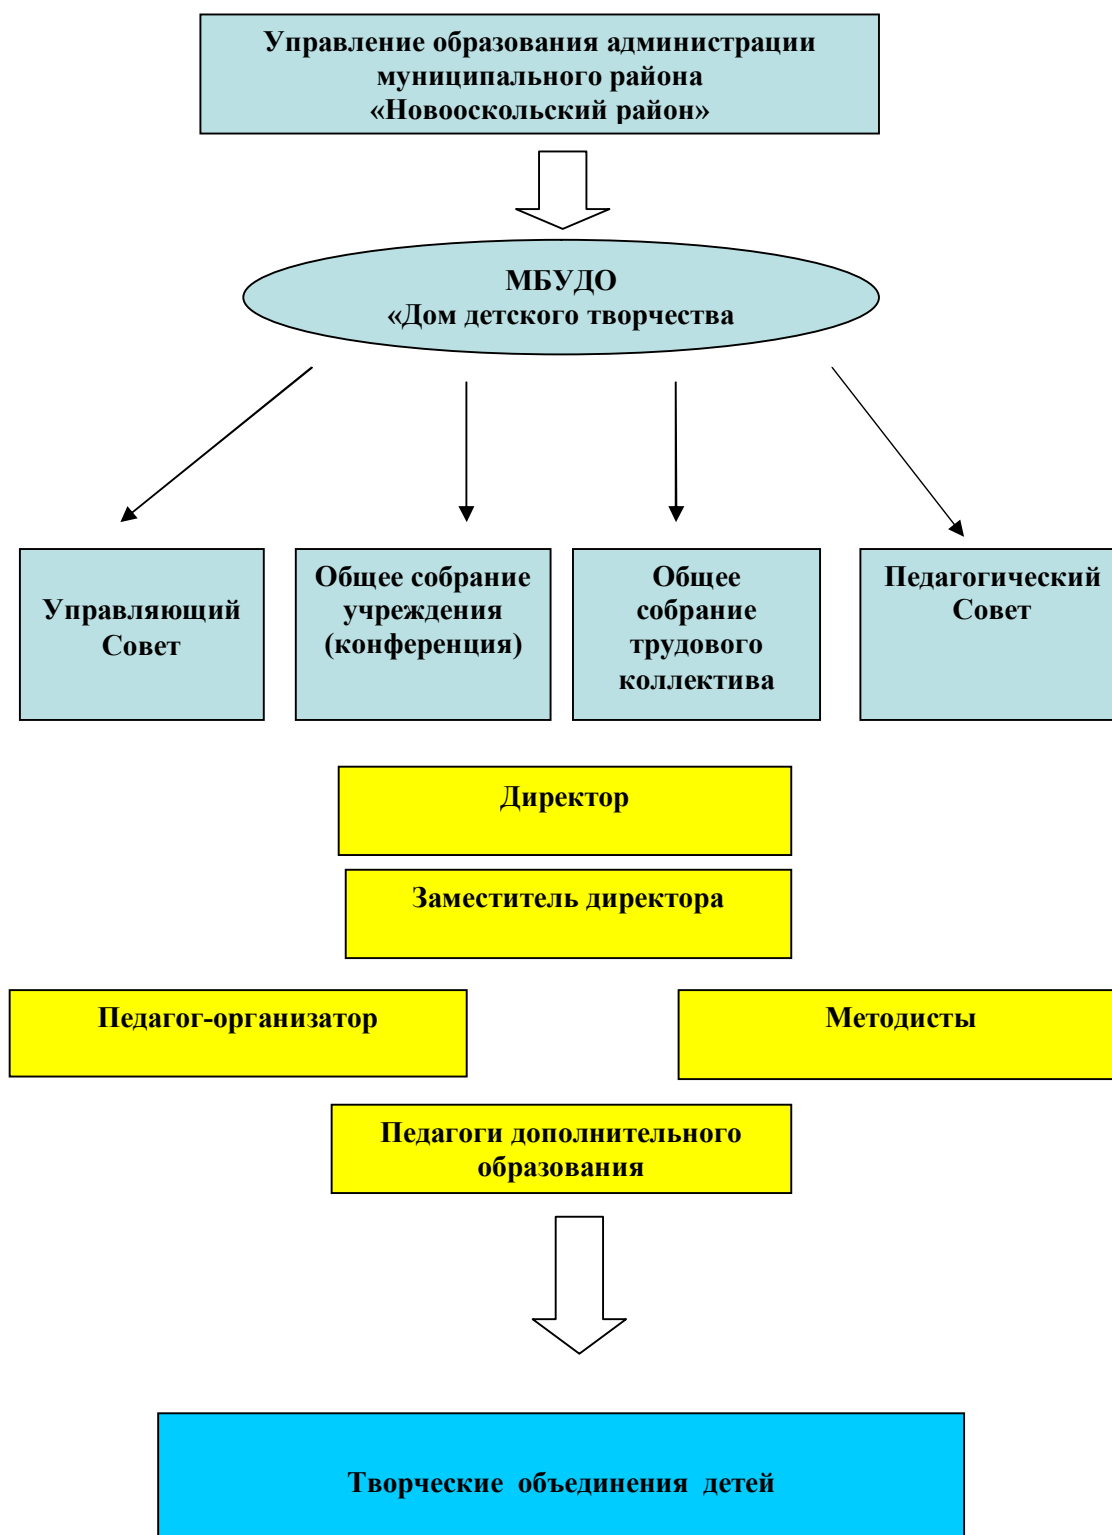 Управление образования администрации
муниципального района
«Новооскольский район»
МБУДО
«Дом детского творчества
Управляющий
Совет
Общее собрание
учреждения
(конференция)
Общее
собрание
трудового
коллектива
Педагогический
Совет
Директор
Заместитель директора
Педагог-организатор
Методисты
Педагоги дополнительного
образования
Творческие объединения детей